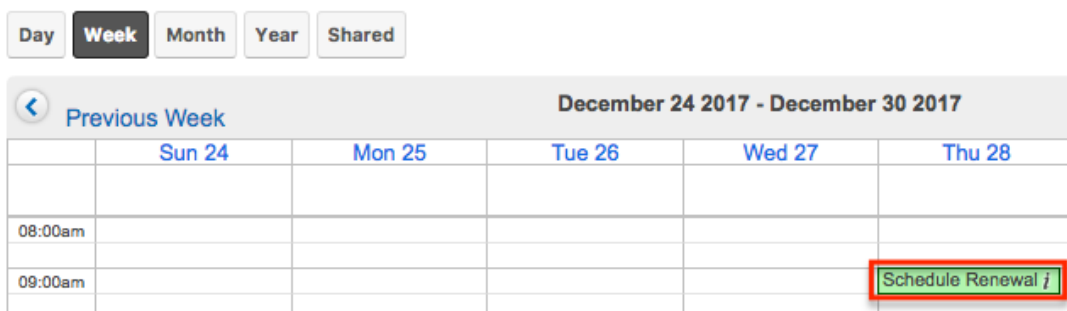 Day Week Month Year Shared
Previous Week December 24 2017 - December 30 2017
Sun 24 Mon 25 Tue 26 Wed 27 Thu 28
08:00am
09:00am Schedule Renewal i